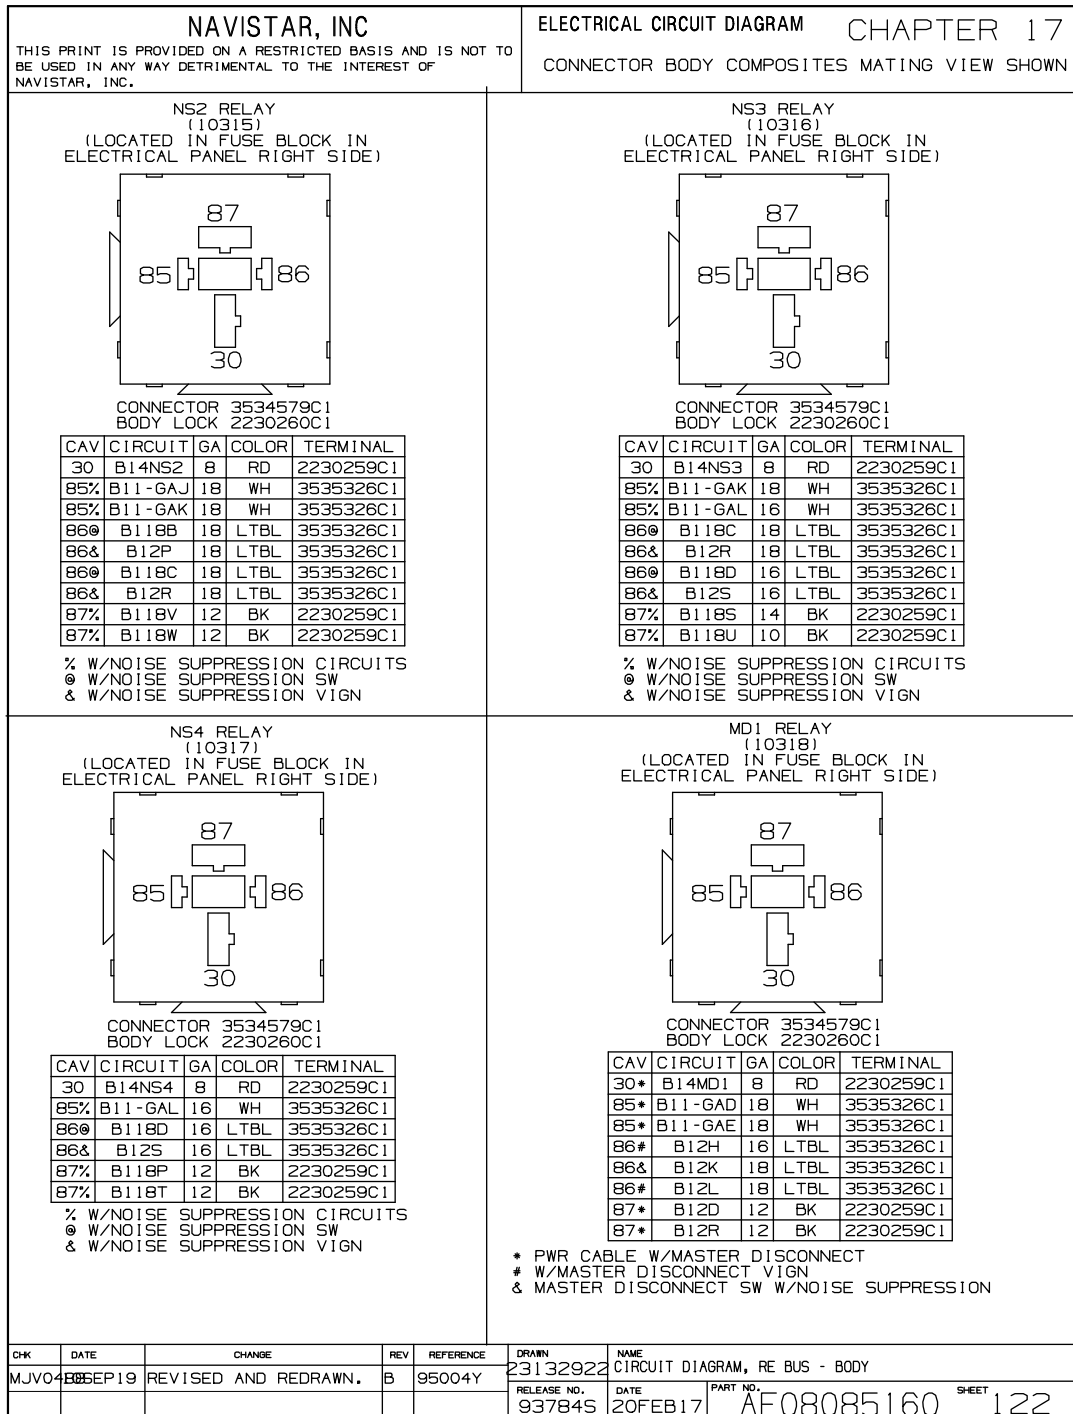 NAVISTAR, INC
THIS PRINT IS PROVIDED ON A RESTRICTED BASIS AND IS NOT TO
BE USED IN ANY WAY DETRIMENTAL TO THE INTEREST OF
NAVISTAR, INC.
ELECTRICAL CIRCUIT DIAGRAM CHAPTER 17
CONNECTOR BODY COMPOSITES MATING VIEW SHOWN
NS2 RELAY
(10315)
(LOCATED IN FUSE BLOCK IN
ELECTRICAL PANEL RIGHT SIDE)
87
85 86
30
CONNECTOR 3534579C1
BODY LOCK 2230260C1
CAV CIRCUIT GA COLOR TERMINAL
30 B14NS2 8 RD 2230259C1
85% B11-GAJ 18 WH 3535326C1
85% B11-GAK 18 WH 3535326C1
86@ B118B 18 LTBL 3535326C1
86& B12P 18 LTBL 3535326C1
86@ B118C 18 LTBL 3535326C1
86& B12R 18 LTBL 3535326C1
87% B118V 12 BK 2230259C1
87% B118W 12 BK 2230259C1
% W/NOISE SUPPRESSION CIRCUITS
@ W/NOISE SUPPRESSION SW
& W/NOISE SUPPRESSION VIGN
NS3 RELAY
(10316)
(LOCATED IN FUSE BLOCK IN
ELECTRICAL PANEL RIGHT SIDE)
87
85 86
30
CONNECTOR 3534579C1
BODY LOCK 2230260C1
CAV CIRCUIT GA COLOR TERMINAL
30 B14NS3 8 RD 2230259C1
85% B11-GAK 18 WH 3535326C1
85% B11-GAL 16 WH 3535326C1
86@ B118C 18 LTBL 3535326C1
86& B12R 18 LTBL 3535326C1
86@ B118D 16 LTBL 3535326C1
86& B12S 16 LTBL 3535326C1
87% B118S 14 BK 2230259C1
87% B118U 10 BK 2230259C1
% W/NOISE SUPPRESSION CIRCUITS
@ W/NOISE SUPPRESSION SW
& W/NOISE SUPPRESSION VIGN
NS4 RELAY
(10317)
(LOCATED IN FUSE BLOCK IN
ELECTRICAL PANEL RIGHT SIDE)
87
85 86
30
CONNECTOR 3534579C1
BODY LOCK 2230260C1
CAV CIRCUIT GA COLOR TERMINAL
30 B14NS4 8 RD 2230259C1
85% B11-GAL 16 WH 3535326C1
86@ B118D 16 LTBL 3535326C1
86& B12S 16 LTBL 3535326C1
87% B118P 12 BK 2230259C1
87% B118T 12 BK 2230259C1
% W/NOISE SUPPRESSION CIRCUITS
@ W/NOISE SUPPRESSION SW
& W/NOISE SUPPRESSION VIGN
MD1 RELAY
(10318)
(LOCATED IN FUSE BLOCK IN
ELECTRICAL PANEL RIGHT SIDE)
87
85 86
30
CONNECTOR 3534579C1
BODY LOCK 2230260C1
CAV CIRCUIT GA COLOR TERMINAL
30* B14MD1 8 RD 2230259C1
85* B11-GAD 18 WH 3535326C1
85* B11-GAE 18 WH 3535326C1
86# B12H 16 LTBL 3535326C1
86& B12K 18 LTBL 3535326C1
86# B12L 18 LTBL 3535326C1
87* B12D 12 BK 2230259C1
87* B12R 12 BK 2230259C1
* PWR CABLE W/MASTER DISCONNECT
# W/MASTER DISCONNECT VIGN
& MASTER DISCONNECT SW W/NOISE SUPPRESSION
CHK DATE CHANGE REV REFERENCE
REVISED AND REDRAWN. B 95004Y
DRAWN 23132922
NAME CIRCUIT DIAGRAM, RE BUS - BODY
RELEASE NO. 93784S
DATE 20FEB17
PART NO. AF08085160
SHEET 122